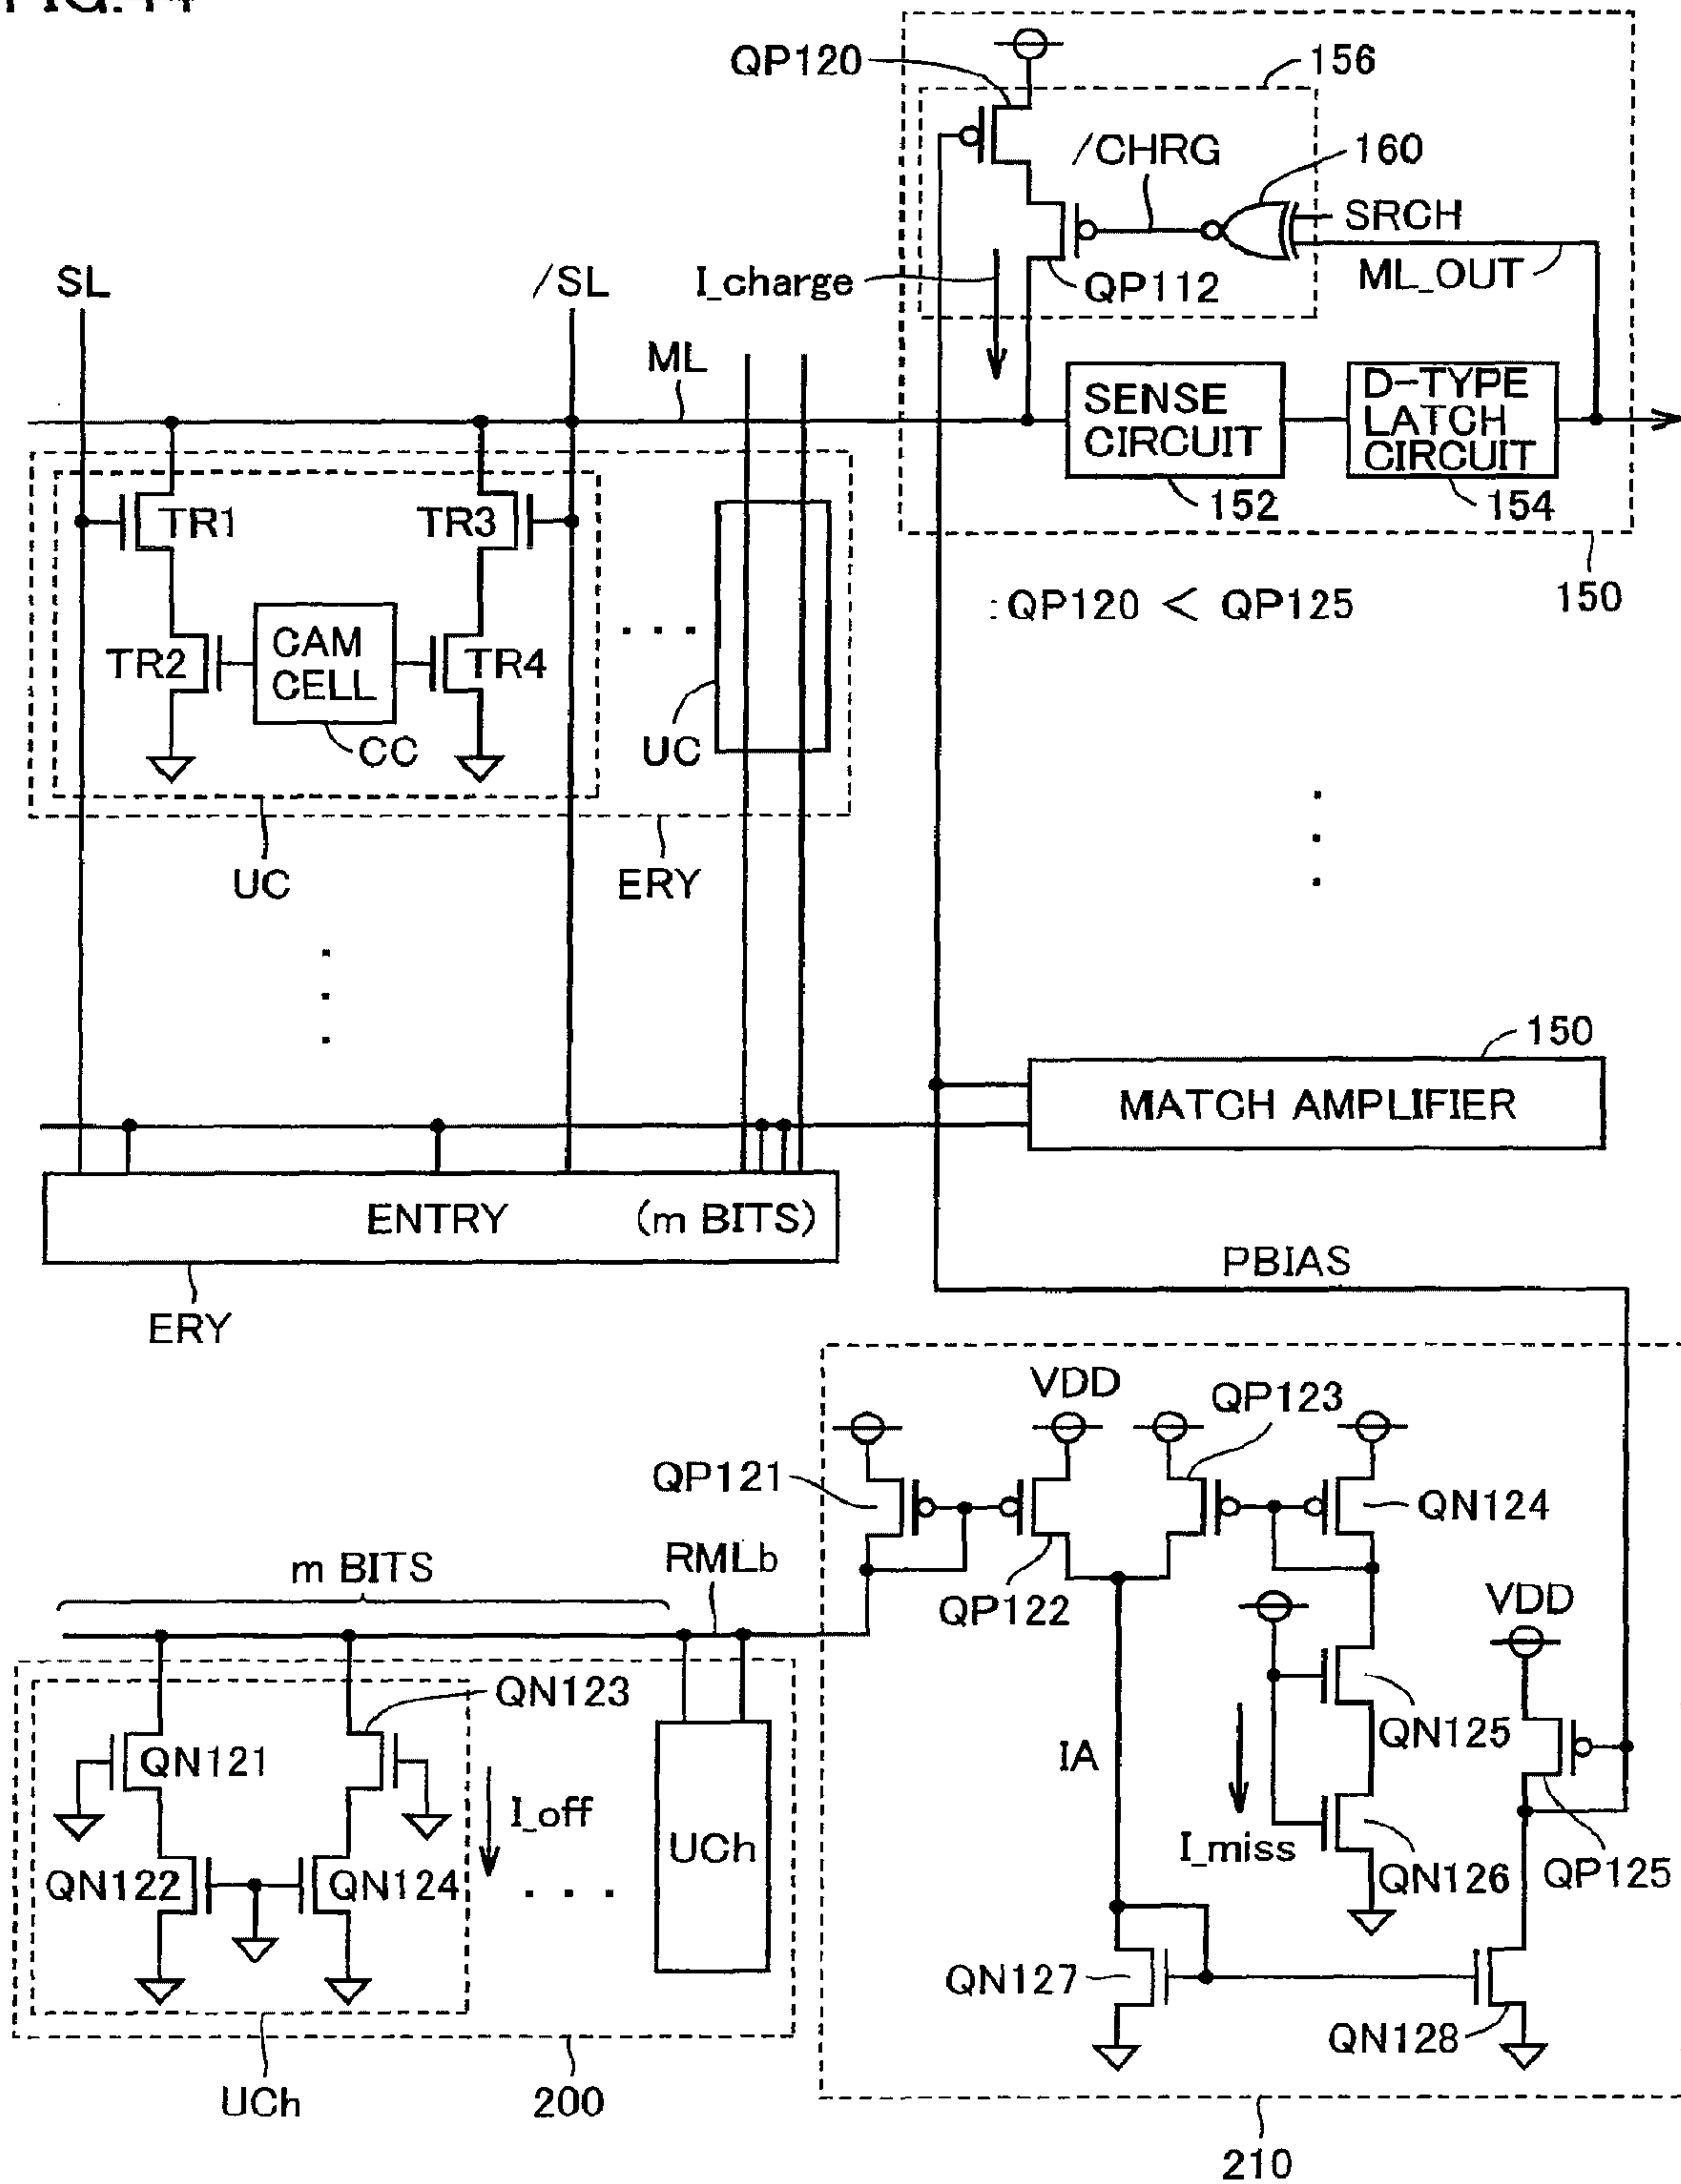 FIG.44
QP120
156
/CHRG
160
SRCH
ML_OUT
QP112
I_charge
SL
/SL
ML
SENSE
CIRCUIT
152
D-TYPE
LATCH
CIRCUIT
154
150
:QP120 < QP125
TR1
TR3
TR2
CAM
CELL
TR4
CC
UC
UC
ERY
150
MATCH AMPLIFIER
ENTRY (m BITS)
ERY
PBIAS
VDD
QP123
QP121
QN124
QP122
m BITS
RMLb
VDD
QN123
QN121
QN125
IA
I_off
I_miss
QN122
QN124
UCh
QN126
QP125
QN127
QN128
UCh
200
210